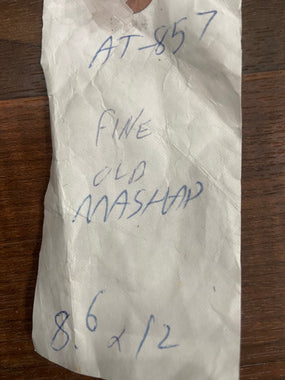 AT-857
FINE
OLD
MASHAD
8.6 x 12